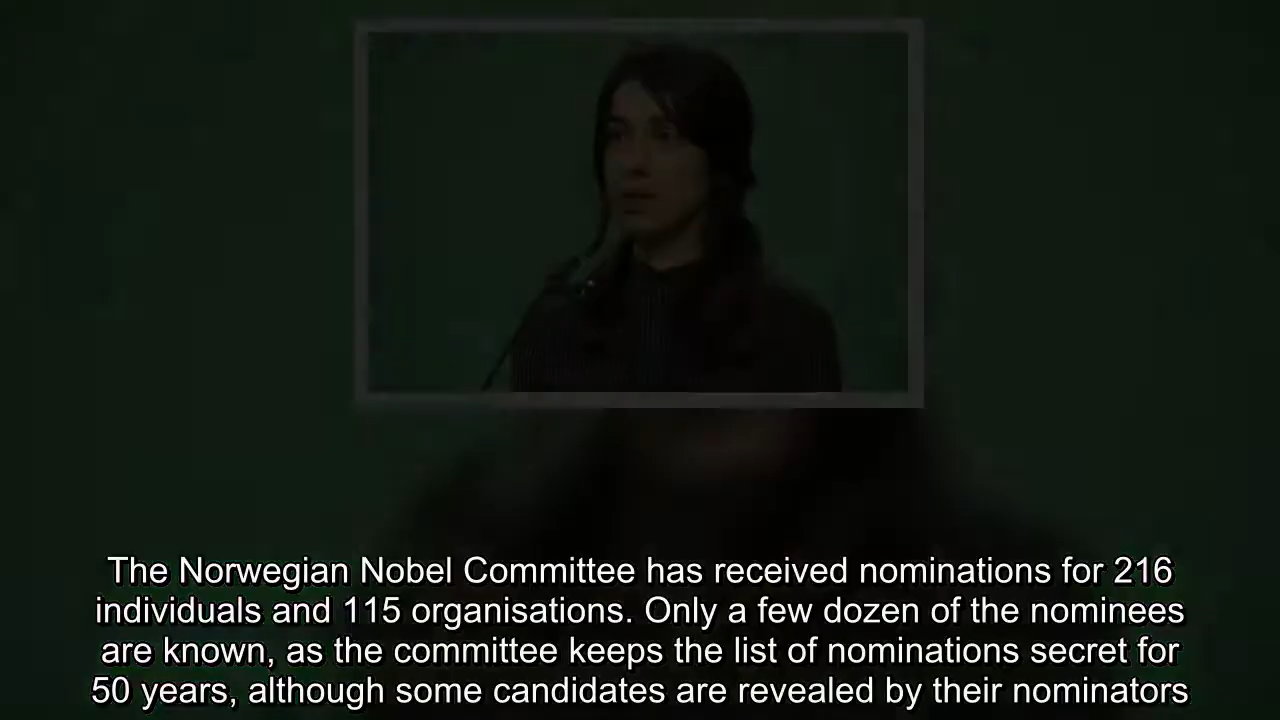 The Norwegian Nobel Committee has received nominations for 216
individuals and 115 organisations. Only a few dozen of the nominees
are known, as the committee keeps the list of nominations secret for
50 years, although some candidates are revealed by their nominators